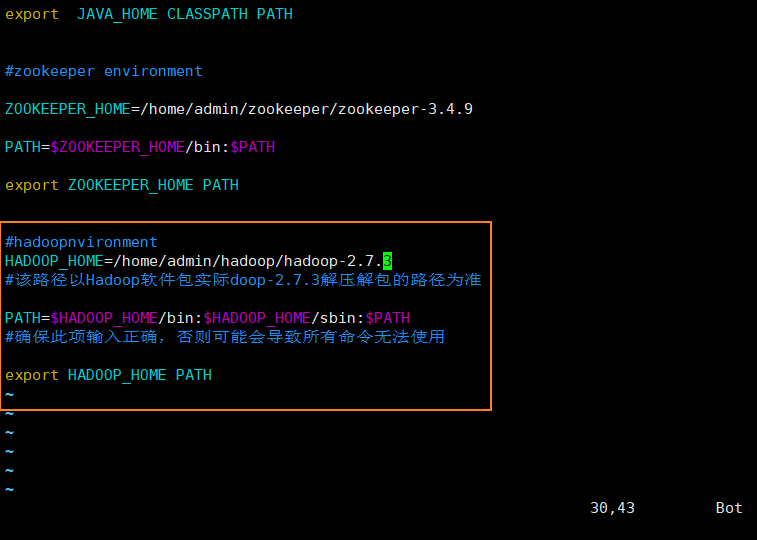 export  JAVA_HOME CLASSPATH PATH
#zookeeper environment
ZOOKEEPER_HOME=/home/admin/zookeeper/zookeeper-3.4.9
PATH=$ZOOKEEPER_HOME/bin:$PATH
export ZOOKEEPER_HOME PATH
#hadoopnvironment
HADOOP_HOME=/home/admin/hadoop/hadoop-2.7.3
#该路径以Hadoop软件包实际doop-2.7.3解压解包的路径为准
PATH=$HADOOP_HOME/bin:$HADOOP_HOME/sbin:$PATH
#确保此项输入正确，否则可能会导致所有命令无法使用
export HADOOP_HOME PATH
~
~
~
~
~
~
30,43 Bot